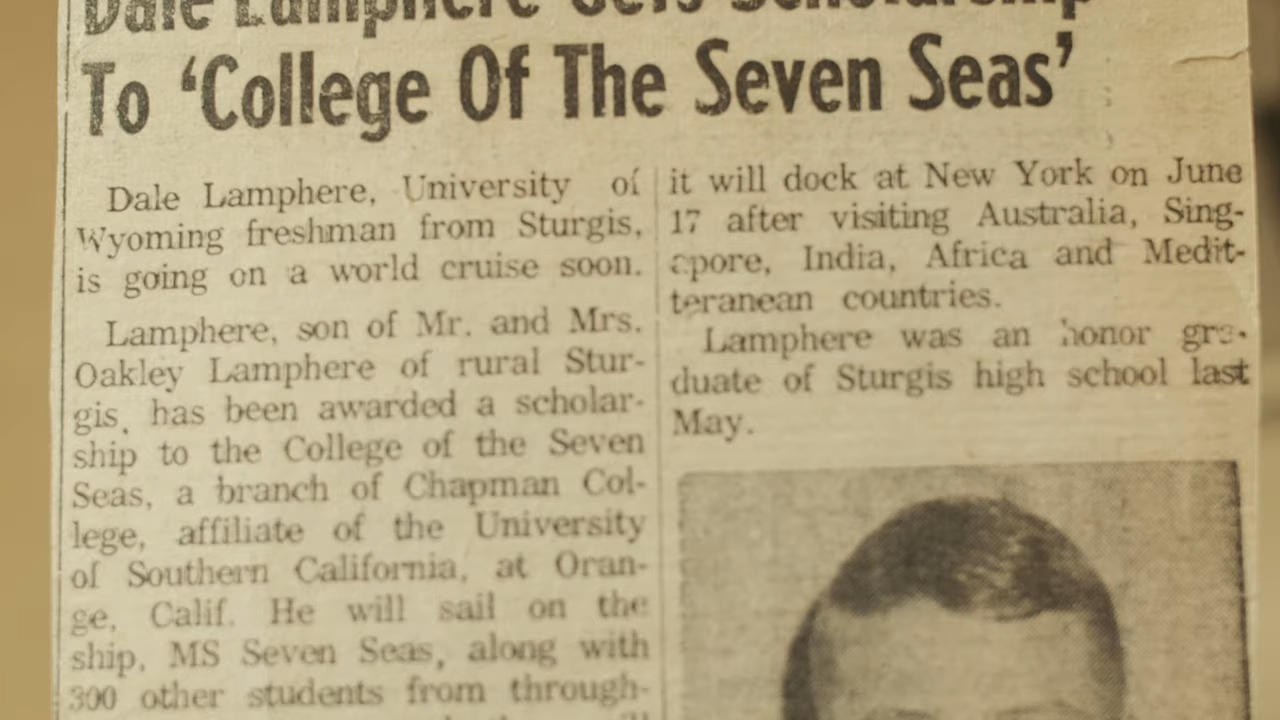 Dale Lamphere Gets Scholarship
To ‘College Of The Seven Seas’
Dale Lamphere, University of
Wyoming freshman from Sturgis,
is going on a world cruise soon.
Lamphere, son of Mr. and Mrs.
Oakley Lamphere of rural Stur-
gis, has been awarded a scholar-
ship to the College of the Seven
Seas, a branch of Chapman Col-
lege, affiliate of the University
of Southern California, at Oran-
ge, Calif. He will sail on the
ship, MS Seven Seas, along with
300 other students from through-
it will dock at New York on June
17 after visiting Australia, Sing-
apore, India, Africa and Medit-
teranean countries.
Lamphere was an honor gra-
duate of Sturgis high school last
May.